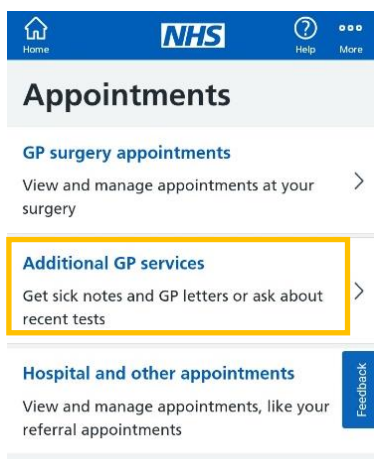 NHS
Home
Help
More
Appointments
GP surgery appointments
View and manage appointments at your
surgery
Additional GP services
Get sick notes and GP letters or ask about
recent tests
Hospital and other appointments
View and manage appointments, like your
referral appointments
Feedback